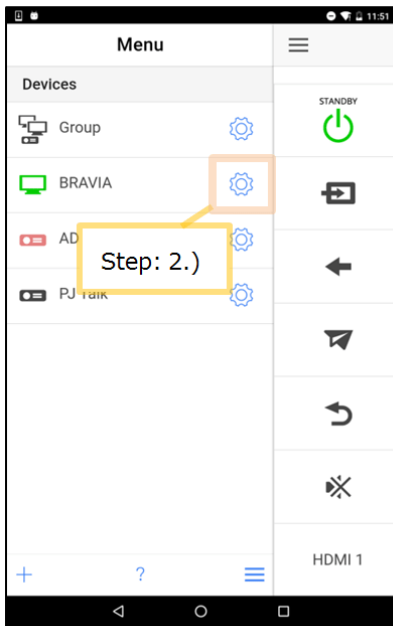 11:51
Menu
Devices
Group
BRAVIA
AD
Step: 2.)
PJ Talk
+
?
STANDBY
HDMI 1